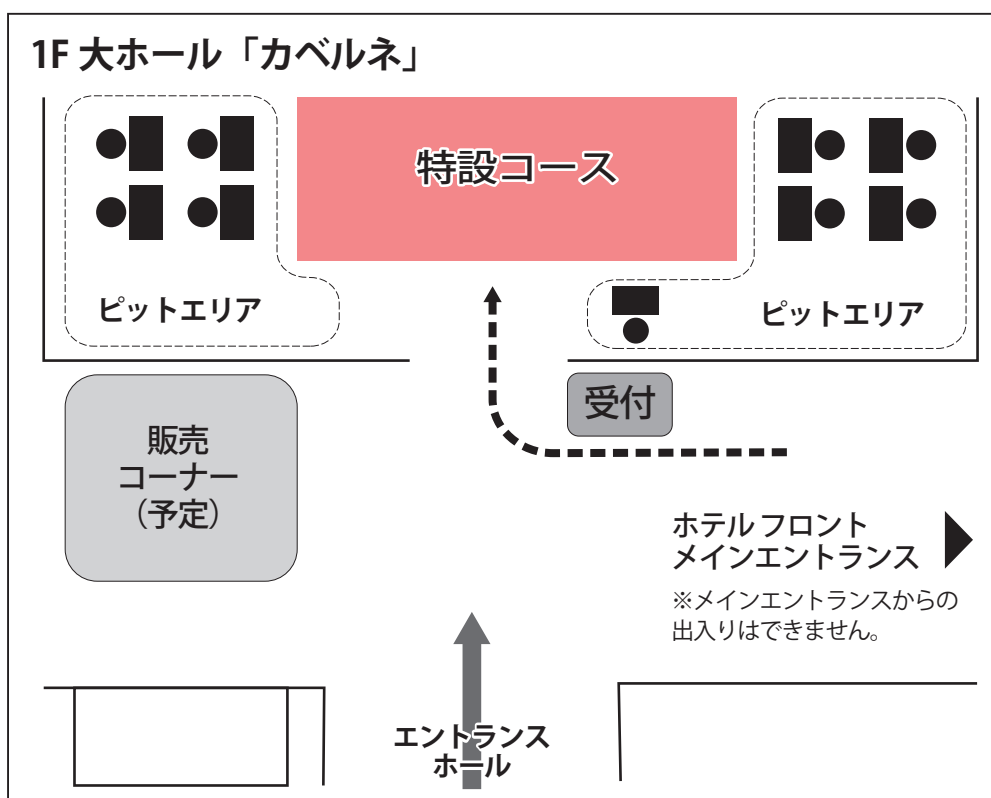 1F 大ホール「カベルネ」
特設コース
ピットエリア
ピットエリア
受付
販売
コーナー
（予定）
ホテル フロント
メインエントランス
※メインエントランスからの
出入りはできません。
エントランス
ホール